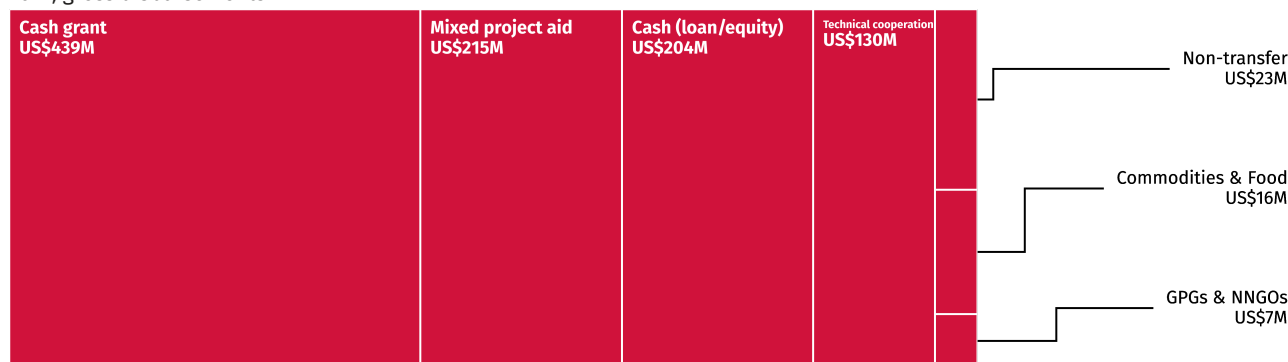 Cash grant
US$439M
Mixed project aid
US$215M
Cash (loan/equity)
US$204M
Technical cooperation
US$130M
Non-transfer
US$23M
Commodities & Food
US$16M
GPGs & NNGOs
US$7M